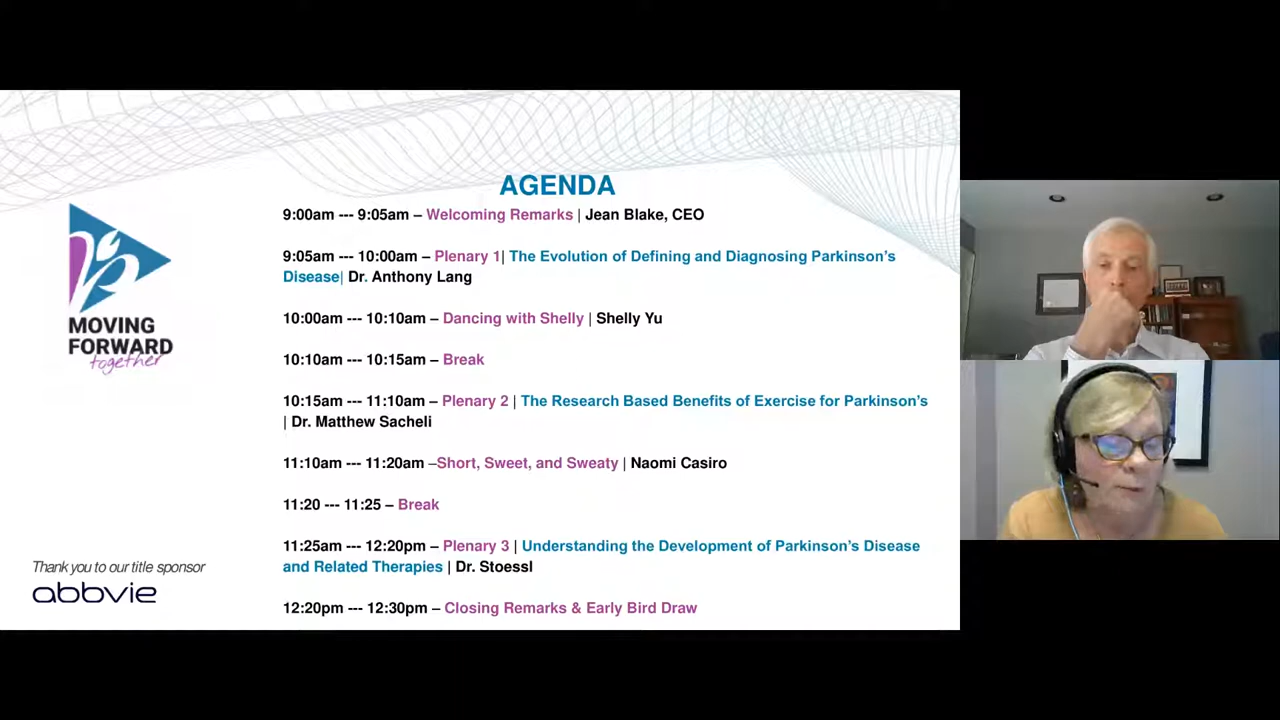 AGENDA
9:00am --- 9:05am – Welcoming Remarks | Jean Blake, CEO
9:05am --- 10:00am – Plenary 1| The Evolution of Defining and Diagnosing Parkinson’s
Disease| Dr. Anthony Lang
10:00am --- 10:10am – Dancing with Shelly | Shelly Yu
10:10am --- 10:15am – Break
10:15am --- 11:10am – Plenary 2 | The Research Based Benefits of Exercise for Parkinson’s
| Dr. Matthew Sacheli
11:10am --- 11:20am –Short, Sweet, and Sweaty | Naomi Casiro
11:20 --- 11:25 – Break
11:25am --- 12:20pm – Plenary 3 | Understanding the Development of Parkinson’s Disease
and Related Therapies | Dr. Stoessl
12:20pm --- 12:30pm – Closing Remarks & Early Bird Draw
MOVING
FORWARD
together
Thank you to our title sponsor
abbvie